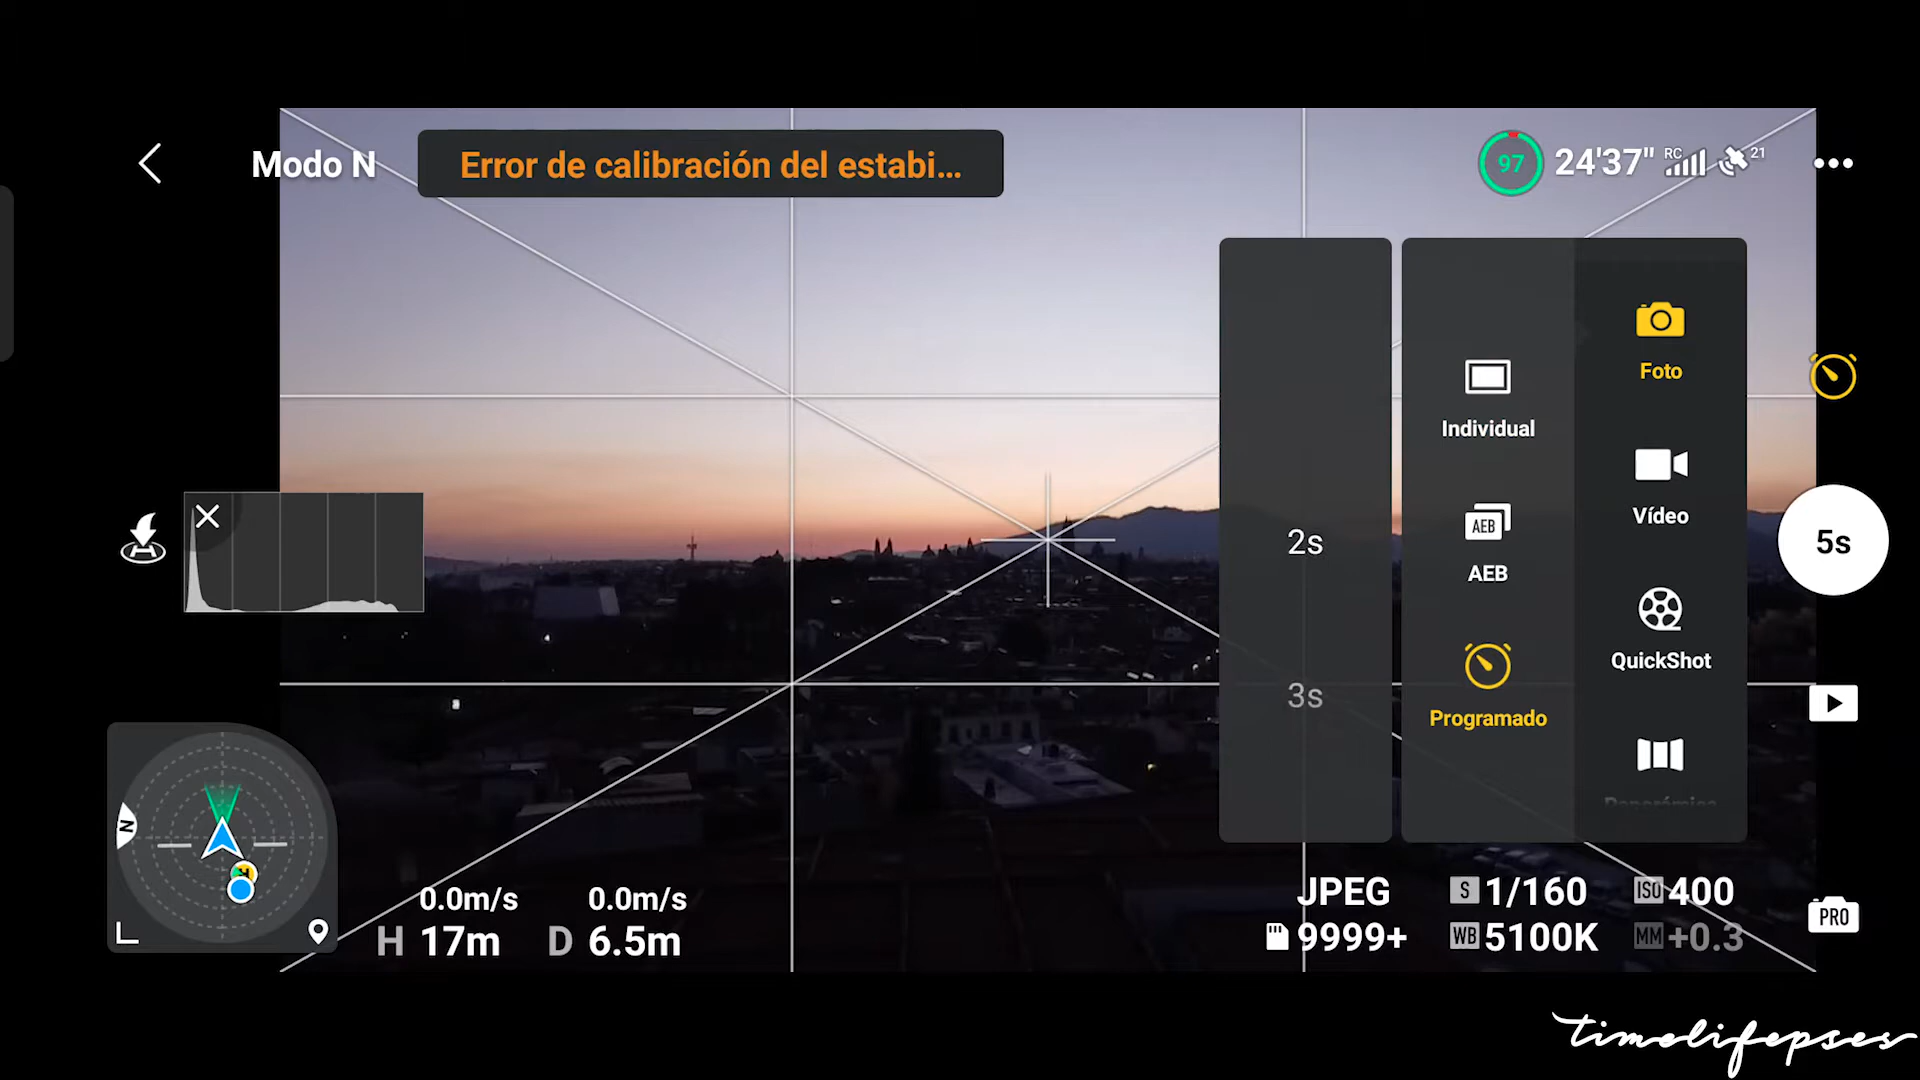 Modo N
Error de calibración del estabi...
97
24'37"
RC
21
Foto
Individual
Vídeo
2s
5s
AEB
AEB
QuickShot
3s
Programado
Panorámica
N
H
0.0m/s
0.0m/s
H 17m
D 6.5m
JPEG
S 1/160
ISO 400
9999+
WB 5100K
MM +0.3
PRO
timelifepses